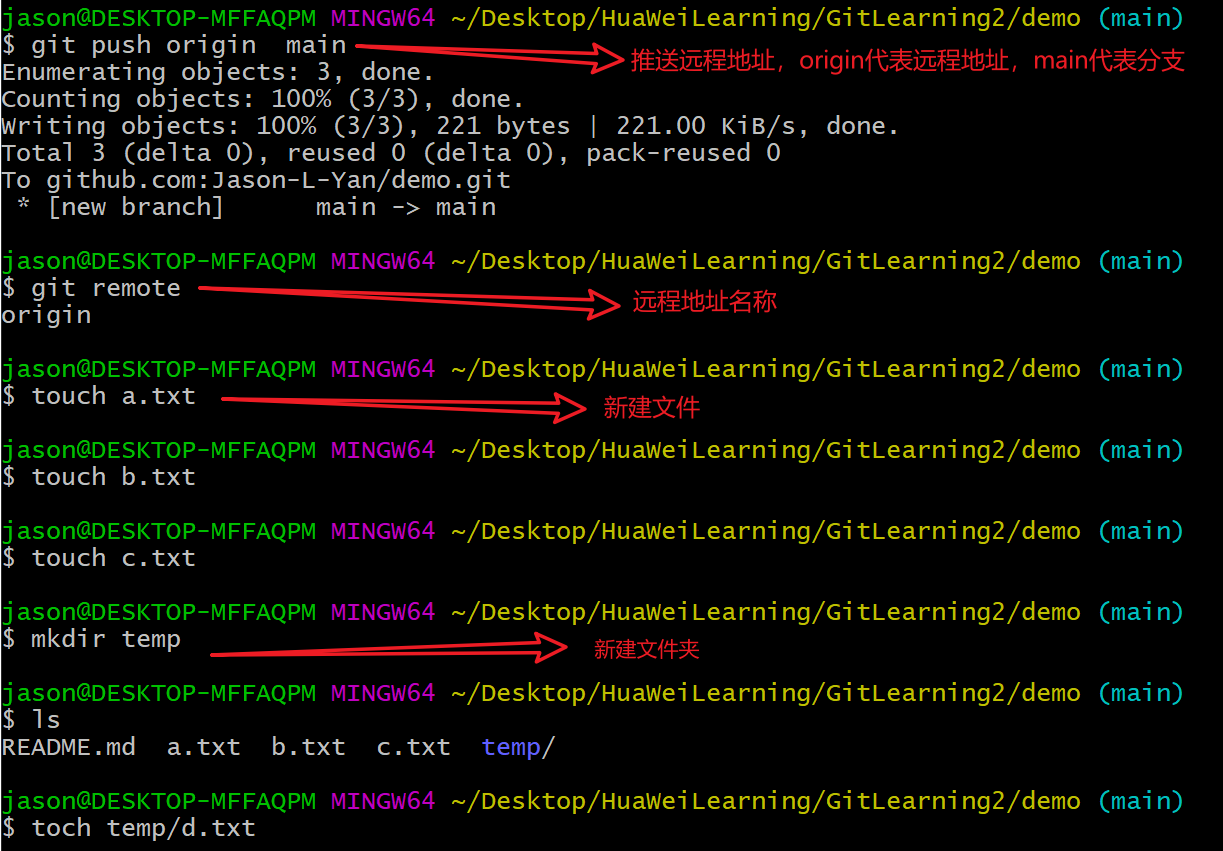 jason@DESKTOP-MFFAQPM MINGW64 ~/Desktop/HuaWeiLearning/GitLearning2/demo (main)
$ git push origin  main
推送远程地址，origin代表远程地址，main代表分支
Enumerating objects: 3, done.
Counting objects: 100% (3/3), done.
Writing objects: 100% (3/3), 221 bytes | 221.00 KiB/s, done.
Total 3 (delta 0), reused 0 (delta 0), pack-reused 0
To github.com:Jason-L-Yan/demo.git
 * [new branch]      main -> main
jason@DESKTOP-MFFAQPM MINGW64 ~/Desktop/HuaWeiLearning/GitLearning2/demo (main)
$ git remote
远程地址名称
origin
jason@DESKTOP-MFFAQPM MINGW64 ~/Desktop/HuaWeiLearning/GitLearning2/demo (main)
$ touch a.txt
新建文件
jason@DESKTOP-MFFAQPM MINGW64 ~/Desktop/HuaWeiLearning/GitLearning2/demo (main)
$ touch b.txt
jason@DESKTOP-MFFAQPM MINGW64 ~/Desktop/HuaWeiLearning/GitLearning2/demo (main)
$ touch c.txt
jason@DESKTOP-MFFAQPM MINGW64 ~/Desktop/HuaWeiLearning/GitLearning2/demo (main)
$ mkdir temp
新建文件夹
jason@DESKTOP-MFFAQPM MINGW64 ~/Desktop/HuaWeiLearning/GitLearning2/demo (main)
$ ls
README.md  a.txt  b.txt  c.txt  temp/
jason@DESKTOP-MFFAQPM MINGW64 ~/Desktop/HuaWeiLearning/GitLearning2/demo (main)
$ toch temp/d.txt